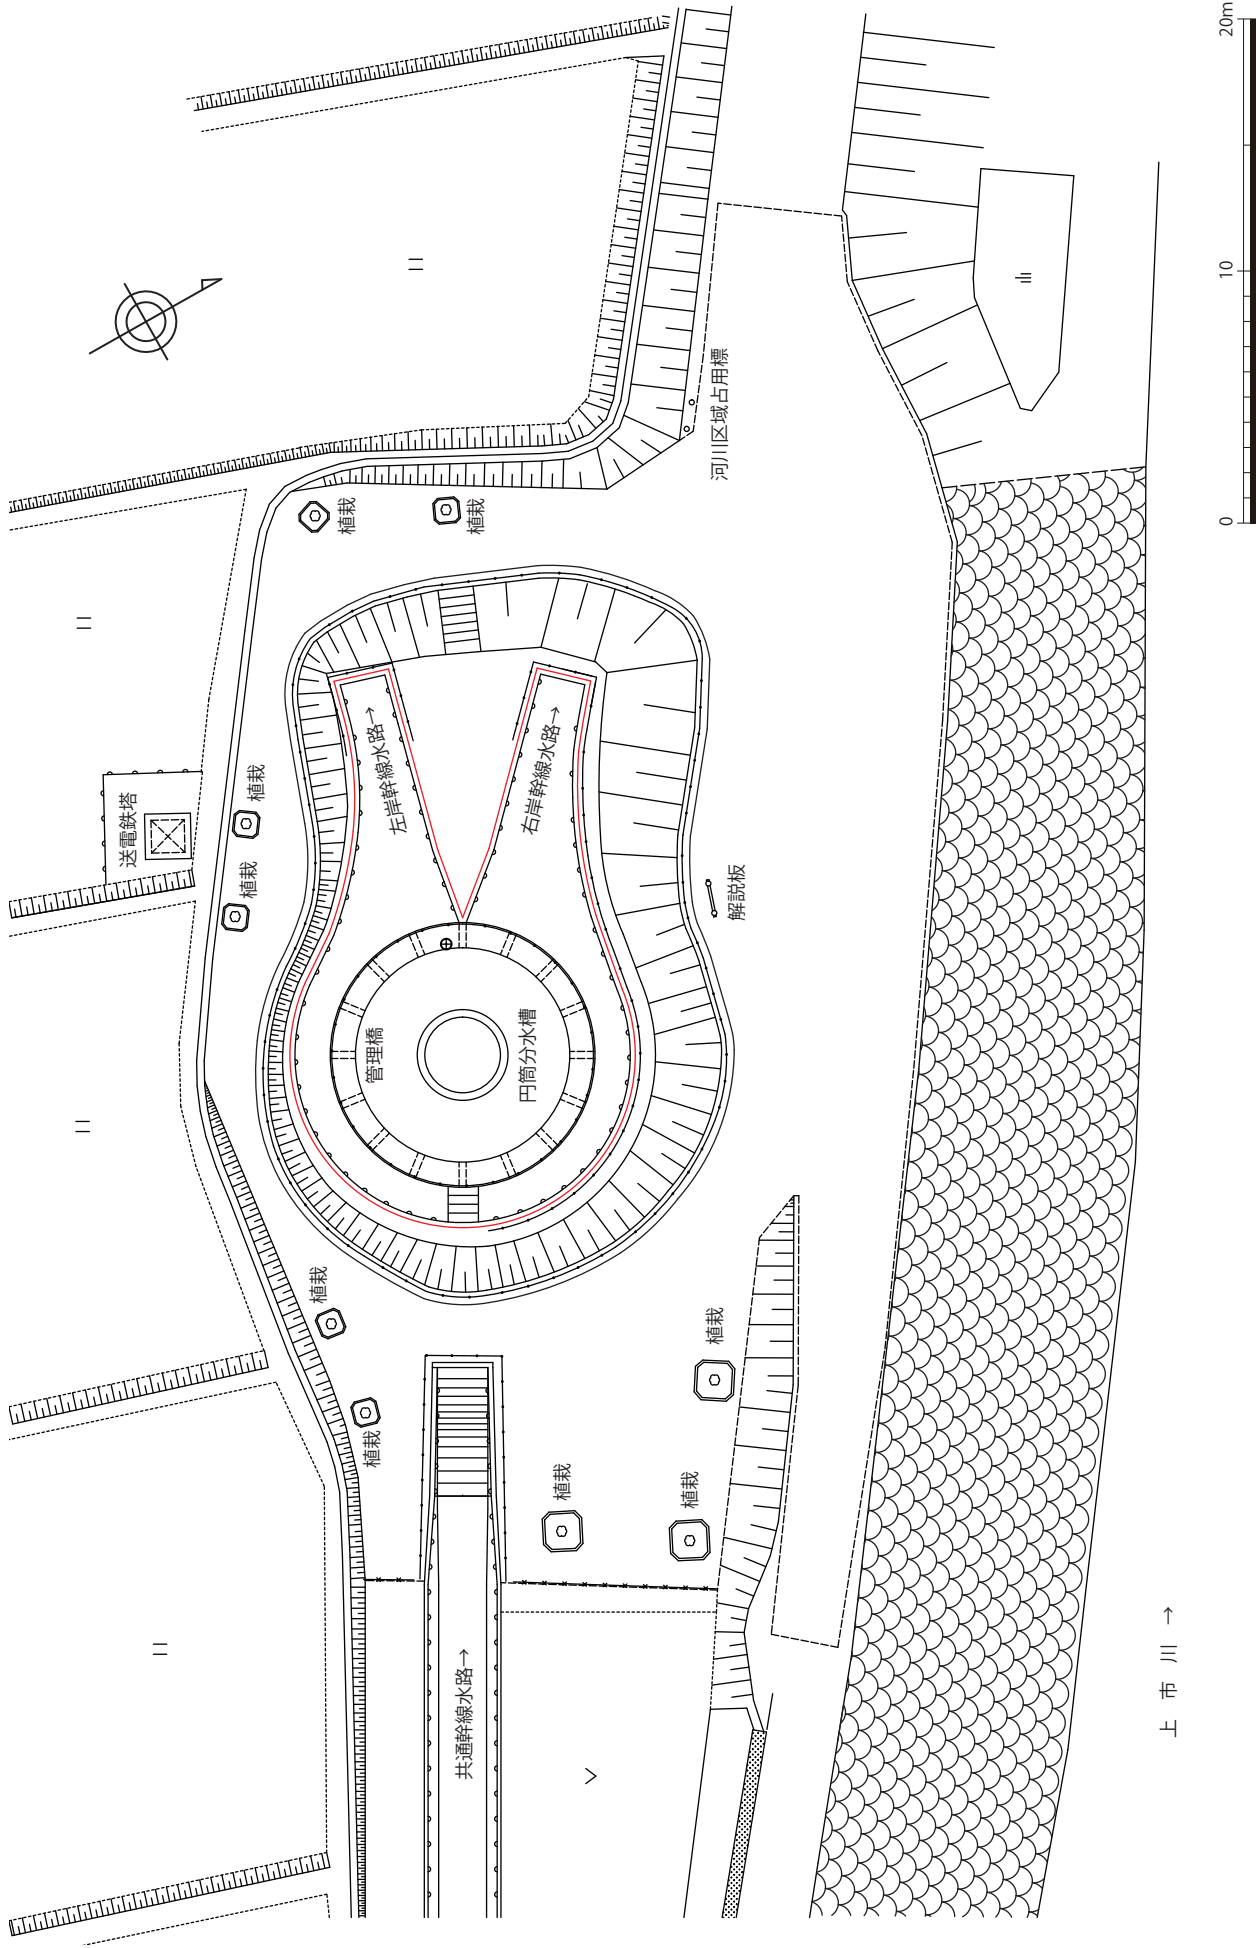 20m
10
0
河川区域占用標
植栽
植栽
送電鉄塔
植栽
植栽
左岸幹線水路→
右岸幹線水路→
解説板
管理橋
円筒分水槽
植栽
植栽
植栽
植栽
植栽
共通幹線水路→
上市川→